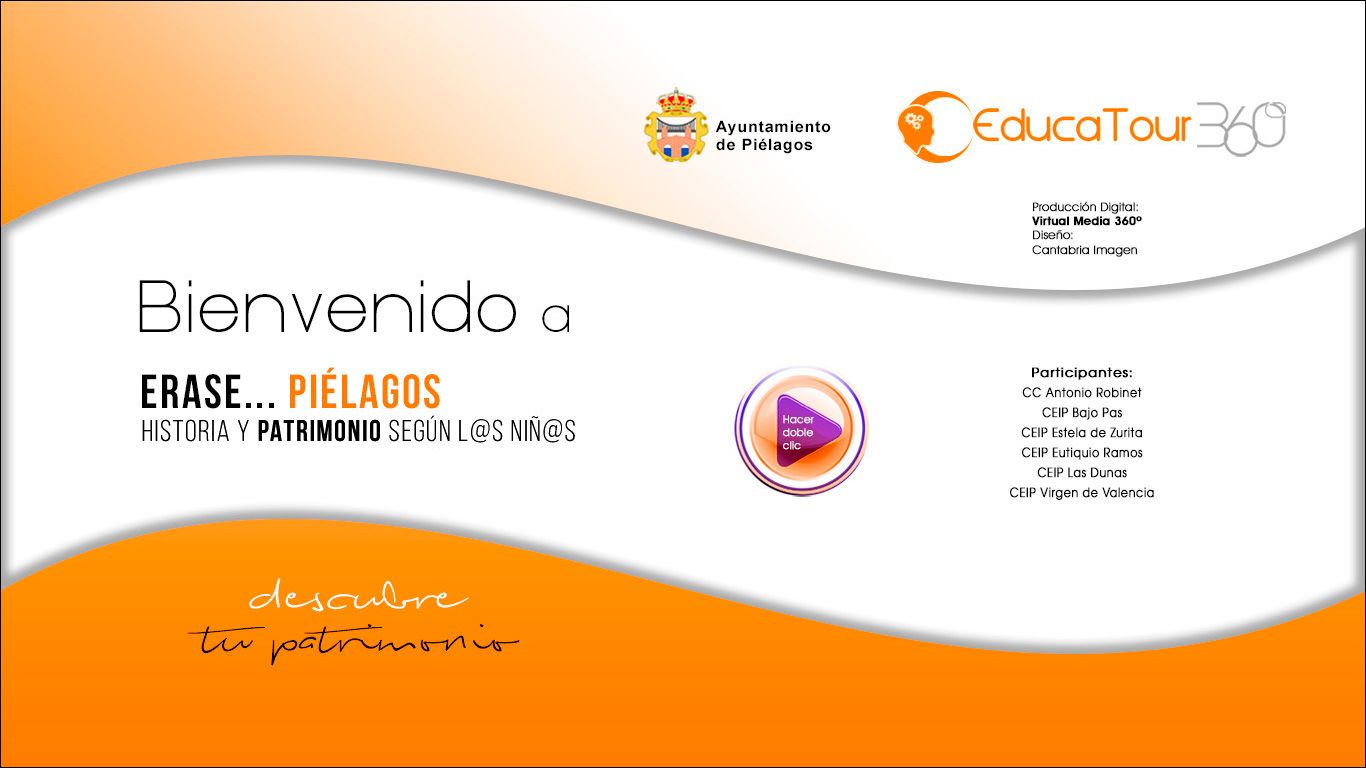 Ayuntamiento
de Piélagos
EducaTour 360º
Producción Digital:
Virtual Media 360º
Diseño:
Cantabria Imagen
Bienvenido a
ERASE... PIÉLAGOS
HISTORIA Y PATRIMONIO SEGÚN L@S NIÑ@S
Hacer
doble
clic
Participantes:
CC Antonio Robinet
CEIP Bajo Pas
CEIP Estela de Zurita
CEIP Eutiquio Ramos
CEIP Las Dunas
CEIP Virgen de Valencia
descubre
tu patrimonio